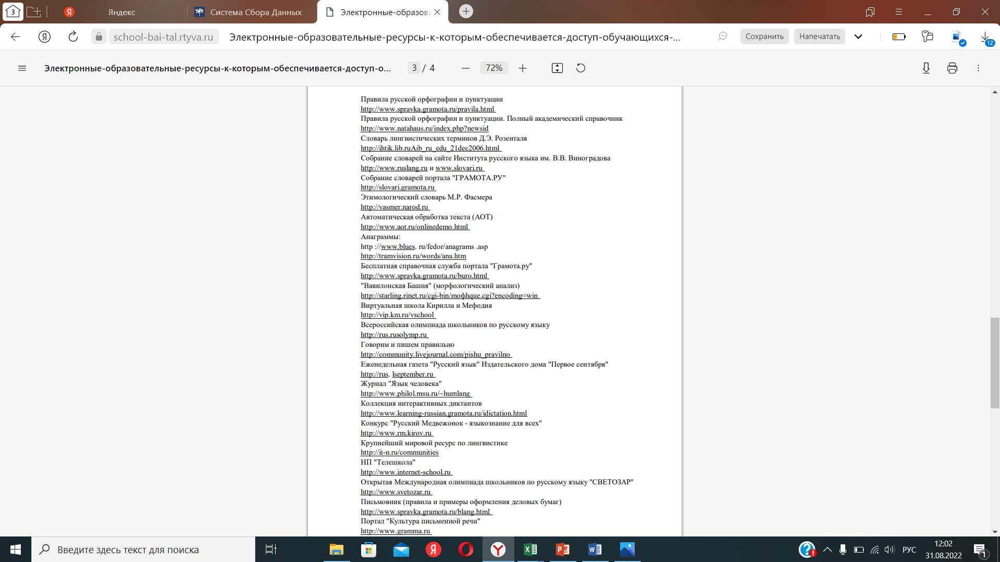 3 Яндекс Система Сбора Данных Электронные-образова
school-bai-tal.rtyva.ru Электронные-образовательные-ресурсы-к-которым-обеспечивается-доступ-обучающихся-... Сохранить Напечатать 12
Электронные-образовательные-ресурсы-к-которым-обеспечивается-доступ-о... 3 / 4 72%
Правила русской орфографии и пунктуации
http://www.spravka.gramota.ru/pravila.html
Правила русской орфографии и пунктуации. Полный академический справочник
http://www.natahaus.ru/index.php?newsid
Словарь лингвистических терминов Д.Э. Розенталя
http://ihtik.lib.ruAib_ru_edu_21dec2006.html
Собрание словарей на сайте Института русского языка им. В.В. Виноградова
http://www.ruslang.ru и www.slovari.ru
Собрание словарей портала "ГРАМОТА.РУ"
http://slovari.gramota.ru
Этимологический словарь М.Р. Фасмера
http://vasmer.narod.ru
Автоматическая обработка текста (АОТ)
http://www.aot.ru/onlinedemo.html
Анаграммы:
http ://www.blues. ru/fedor/anagrams .asp
http://tramvision.ru/words/ana.htm
Бесплатная справочная служба портала "Грамота.ру"
http://www.spravka.gramota.ru/buro.html
"Вавилонская Башня" (морфологический анализ)
http://starling.rinet.ru/cgi-bin/mофhque.cgi?encoding=win
Виртуальная школа Кирилла и Мефодия
http://vip.km.ru/vschool
Всероссийская олимпиада школьников по русскому языку
http://rus.rusolymp.ru
Говорим и пишем правильно
http://community.livejournal.com/pishu_pravilno
Еженедельная газета "Русский язык" Издательского дома "Первое сентября"
http://rus. lseptember.ru
Журнал "Язык человека"
http://www.philol.msu.ru/~humlang
Коллекция интерактивных диктантов
http://www.learning-russian.gramota.ru/idictation.html
Конкурс "Русский Медвежонок - языкознание для всех"
http://www.rm.kirov.ru
Крупнейший мировой ресурс по лингвистике
http://it-n.ru/communities
НП "Телешкола"
http://www.internet-school.ru
Открытая Международная олимпиада школьников по русскому языку "СВЕТОЗАР"
http://www.svetozar.ru
Письмовник (правила и примеры оформления деловых бумаг)
http://www.spravka.gramota.ru/blang.html
Портал "Культура письменной речи"
http://www.gramma.ru
Введите здесь текст для поиска РУС 12:02
31.08.2022 1